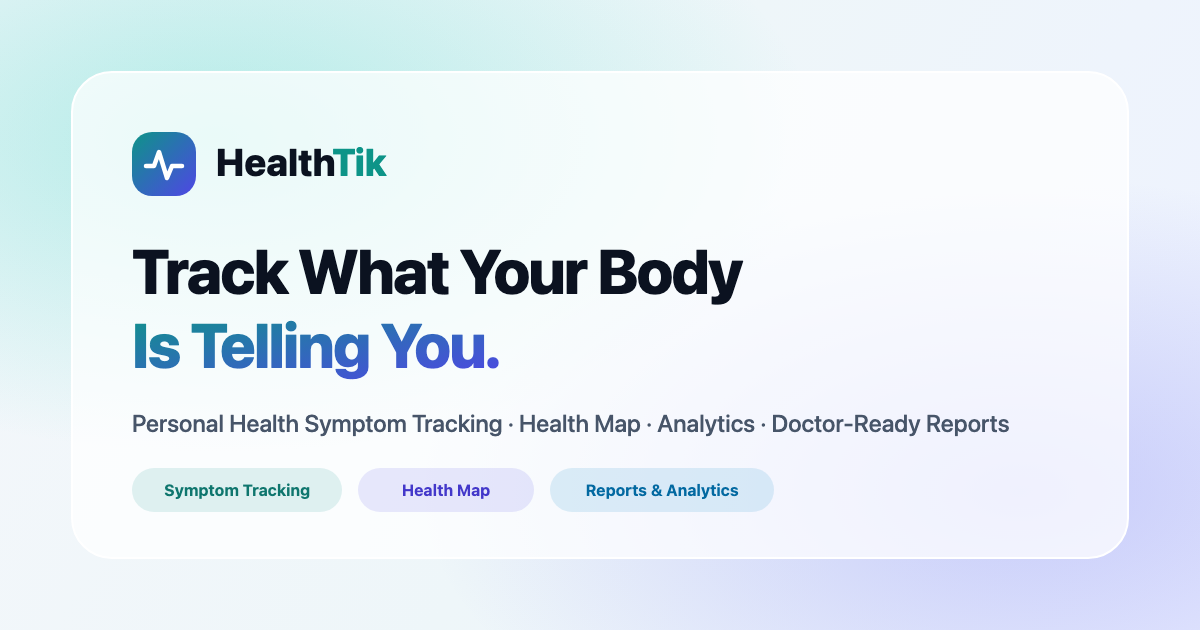 HealthTik
Track What Your Body
Is Telling You.
Personal Health Symptom Tracking · Health Map · Analytics · Doctor-Ready Reports
Symptom Tracking
Health Map
Reports & Analytics